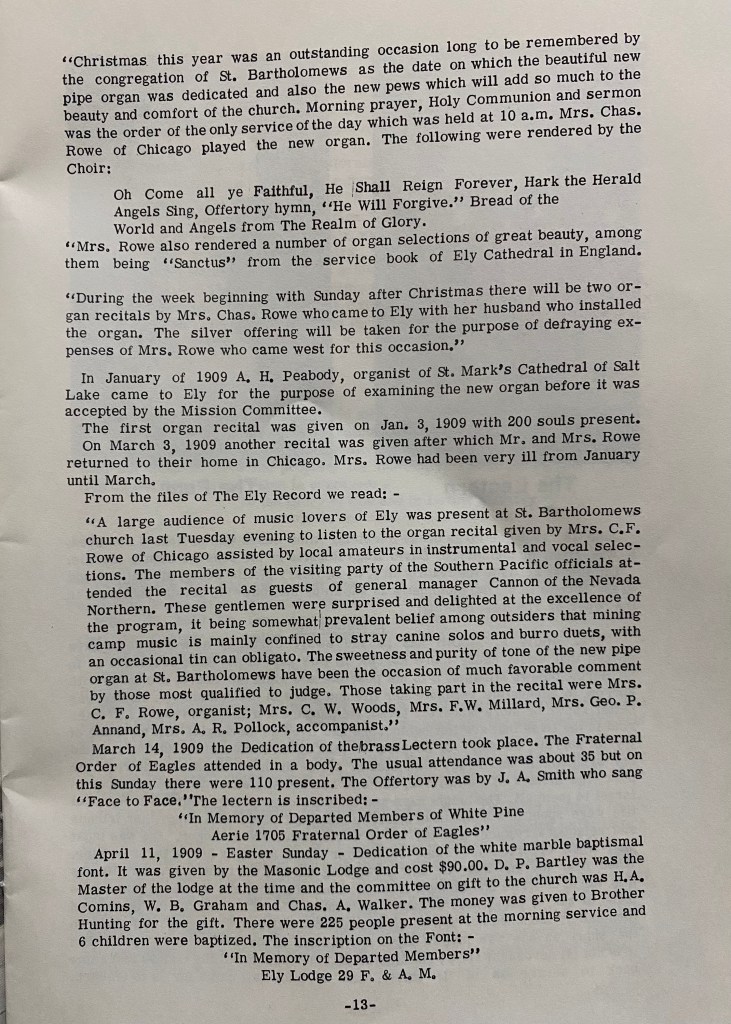 “Christmas this year was an outstanding occasion long to be remembered by
the congregation of St. Bartholomews as the date on which the beautiful new
pipe organ was dedicated and also the new pews which will add so much to the
beauty and comfort of the church. Morning prayer, Holy Communion and sermon
was the order of the only service of the day which was held at 10 a.m. Mrs. Chas.
Rowe of Chicago played the new organ. The following were rendered by the
Choir:
Oh Come all ye Faithful, He Shall Reign Forever, Hark the Herald
Angels Sing, Offertory hymn, “He Will Forgive.” Bread of the
World and Angels from The Realm of Glory.
“Mrs. Rowe also rendered a number of organ selections of great beauty, among
them being “Sanctus” from the service book of Ely Cathedral in England.
“During the week beginning with Sunday after Christmas there will be two or-
gan recitals by Mrs. Chas. Rowe who came to Ely with her husband who installed
the organ. The silver offering will be taken for the purpose of defraying ex-
penses of Mrs. Rowe who came west for this occasion.”
In January of 1909 A. H. Peabody, organist of St. Mark's Cathedral of Salt
Lake came to Ely for the purpose of examining the new organ before it was
accepted by the Mission Committee.
The first organ recital was given on Jan. 3, 1909 with 200 souls present.
On March 3, 1909 another recital was given after which Mr. and Mrs. Rowe
returned to their home in Chicago. Mrs. Rowe had been very ill from January
until March.
From the files of The Ely Record we read: -
“A large audience of music lovers of Ely was present at St. Bartholomews
church last Tuesday evening to listen to the organ recital given by Mrs. C.F.
Rowe of Chicago assisted by local amateurs in instrumental and vocal selec-
tions. The members of the visiting party of the Southern Pacific officials at-
tended the recital as guests of general manager Cannon of the Nevada
Northern. These gentlemen were surprised and delighted at the excellence of
the program, it being somewhat prevalent belief among outsiders that mining
camp music is mainly confined to stray canine solos and burro duets, with
an occasional tin can obligato. The sweetness and purity of tone of the new pipe
organ at St. Bartholomews have been the occasion of much favorable comment
by those most qualified to judge. Those taking part in the recital were Mrs.
C. F. Rowe, organist; Mrs. C. W. Woods, Mrs. F.W. Millard, Mrs. Geo. P.
Annand, Mrs. A. R. Pollock, accompanist.”
March 14, 1909 the Dedication of the brass Lectern took place. The Fraternal
Order of Eagles attended in a body. The usual attendance was about 35 but on
this Sunday there were 110 present. The Offertory was by J. A. Smith who sang
“Face to Face.” The lectern is inscribed: -
“In Memory of Departed Members of White Pine
Aerie 1705 Fraternal Order of Eagles”
April 11, 1909 - Easter Sunday - Dedication of the white marble baptismal
font. It was given by the Masonic Lodge and cost $90.00. D. P. Bartley was the
Master of the lodge at the time and the committee on gift to the church was H.A.
Comins, W. B. Graham and Chas. A. Walker. The money was given to Brother
Hunting for the gift. There were 225 people present at the morning service and
6 children were baptized. The inscription on the Font: -
“In Memory of Departed Members”
Ely Lodge 29 F. & A. M.
-13-